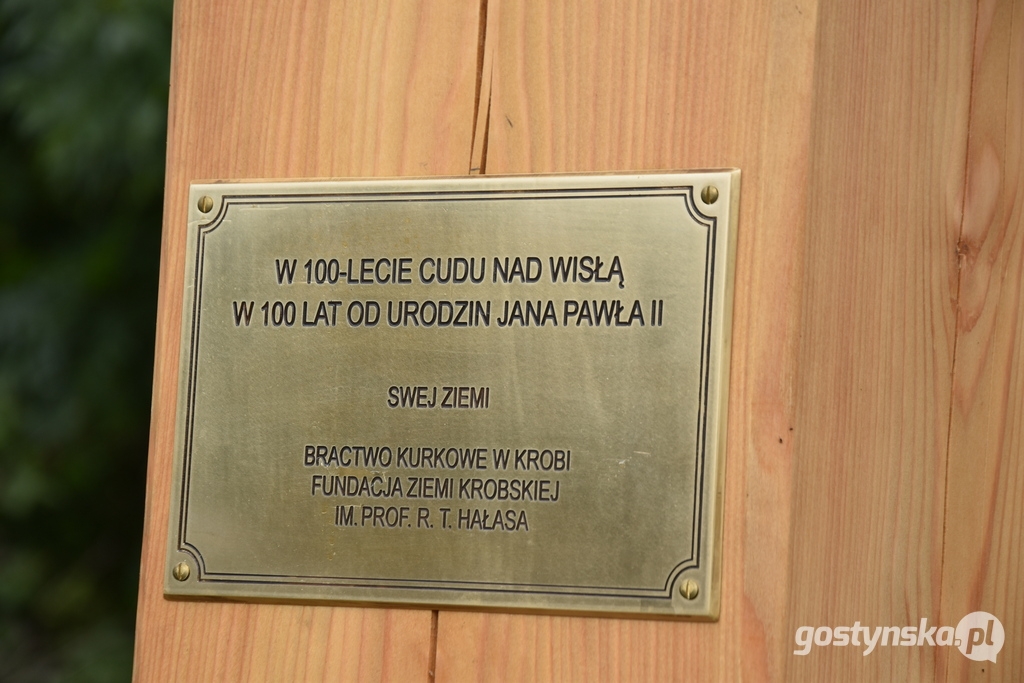 W 100-LECIE CUDU NAD WISŁĄ
W 100 LAT OD URODZIN JANA PAWŁA II
SWEJ ZIEMI
BRACTWO KURKOWE W KROBI
FUNDACJA ZIEMI KROBSKIEJ
IM. PROF. R. T. HAŁASA
gostynska.pl